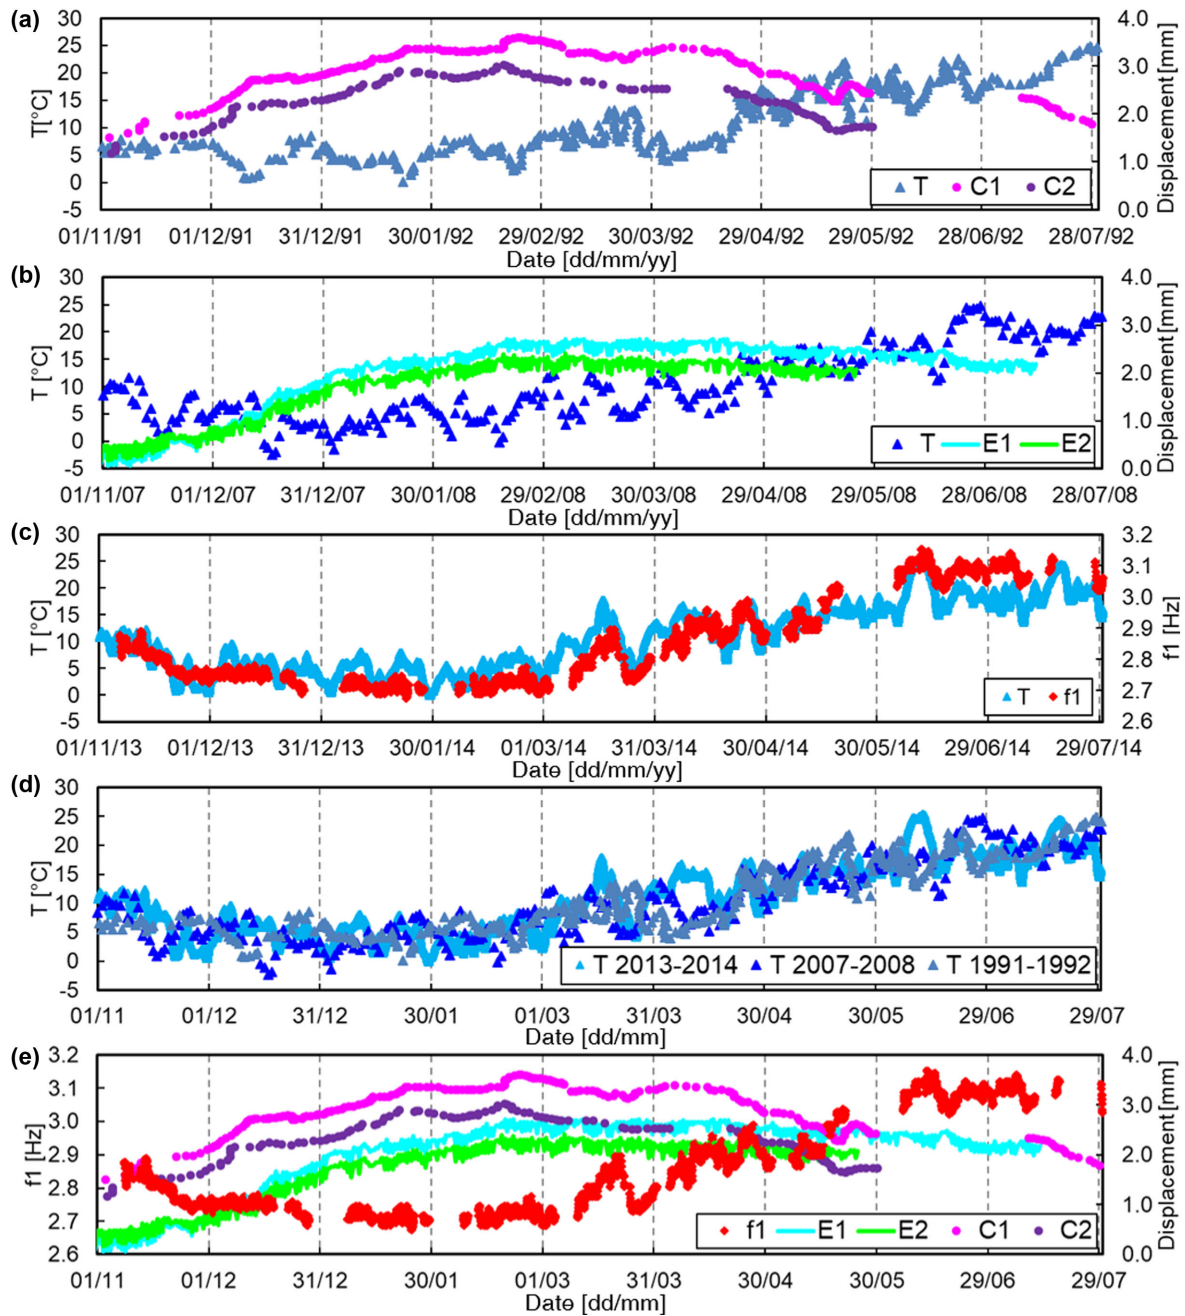 (a)
30
25
20
15
10
5
0
-5
T[°C]
4.0
3.0
2.0
1.0
0.0
Displacement[mm]
T C1 C2
01/11/91 01/12/91 31/12/91 30/01/92 29/02/92 30/03/92 29/04/92 29/05/92 28/06/92 28/07/92
Date [dd/mm/yy]
(b)
30
25
20
15
10
5
0
-5
T [°C]
4.0
3.0
2.0
1.0
0.0
Displacement[mm]
T E1 E2
01/11/07 01/12/07 31/12/07 30/01/08 29/02/08 30/03/08 29/04/08 29/05/08 28/06/08 28/07/08
Date [dd/mm/yy]
(c)
30
25
20
15
10
5
0
-5
T [°C]
3.2
3.1
3.0
2.9
2.8
2.7
2.6
f1 [Hz]
T f1
01/11/13 01/12/13 31/12/13 30/01/14 01/03/14 31/03/14 30/04/14 30/05/14 29/06/14 29/07/14
Date [dd/mm/yy]
(d)
30
25
20
15
10
5
0
-5
T [°C]
T 2013-2014 T 2007-2008 T 1991-1992
01/11 01/12 31/12 30/01 01/03 31/03 30/04 30/05 29/06 29/07
Date [dd/mm]
(e)
3.2
3.1
3.0
2.9
2.8
2.7
2.6
f1 [Hz]
4.0
3.0
2.0
1.0
0.0
Displacement[mm]
f1 E1 E2 C1 C2
01/11 01/12 31/12 30/01 01/03 31/03 30/04 30/05 29/06 29/07
Date [dd/mm]